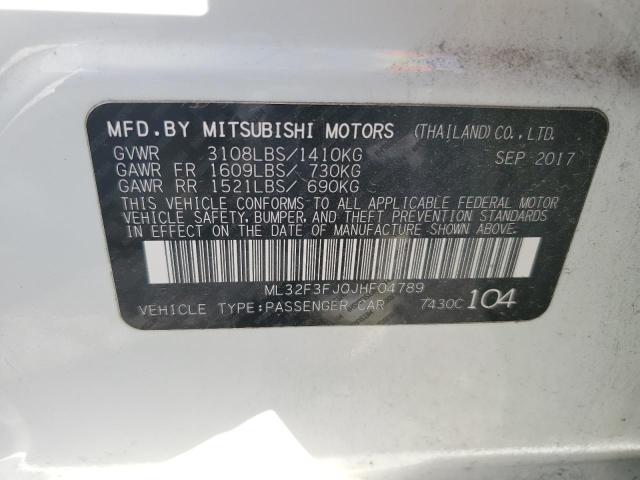 MFD.BY MITSUBISHI MOTORS (THAILAND)CO.,LTD.
GVWR 3108LBS/1410KG SEP 2017
GAWR FR 1609LBS/ 730KG
GAWR RR 1521LBS/ 690KG
THIS VEHICLE CONFORMS TO ALL APPLICABLE FEDERAL MOTOR
VEHICLE SAFETY, BUMPER, AND THEFT PREVENTION STANDARDS
IN EFFECT ON THE DATE OF MANUFACTURE SHOWN ABOVE.
ML32F3FJ0JHF04789
VEHICLE TYPE:PASSENGER CAR 7430C 104